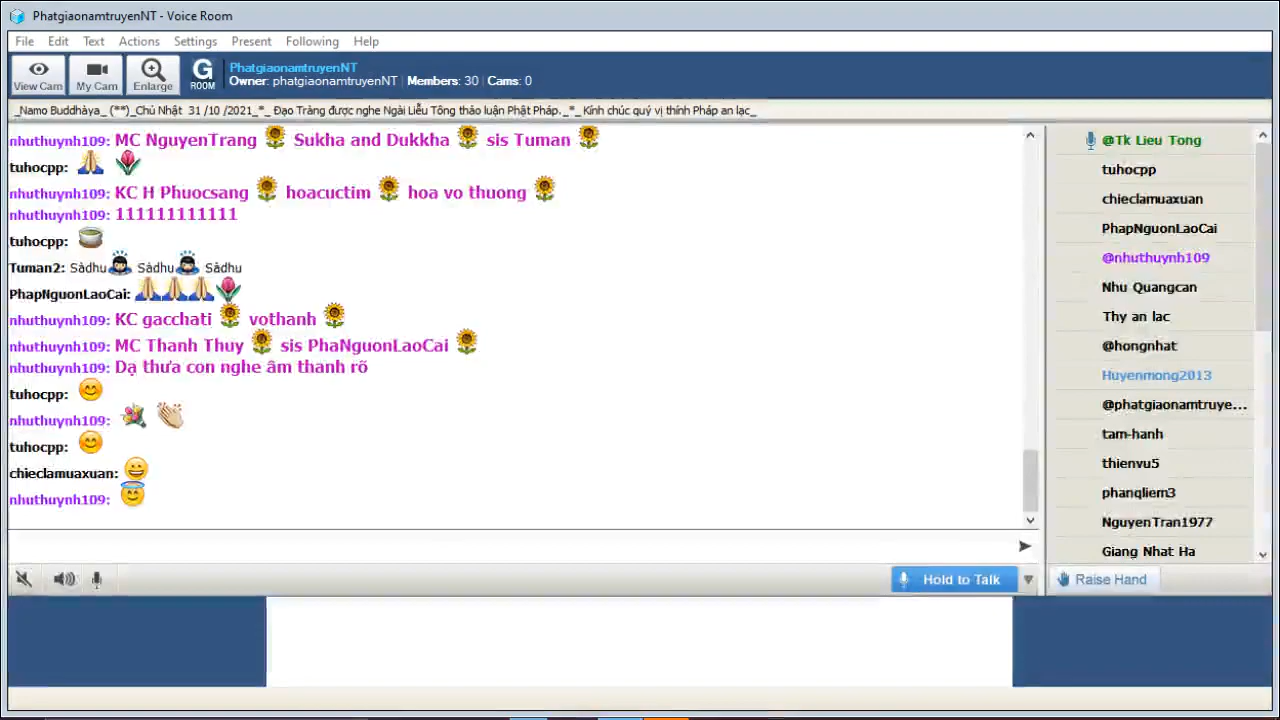 PhatgiaonamtruyenNT - Voice Room
File Edit Text Actions Settings Present Following Help
View Cam
My Cam
Enlarge
G ROOM
PhatgiaonamtruyenNT
Owner: phatgiaonamtruyenNT | Members: 30 | Cams: 0
_Namo Buddhàya_ (**)_Chủ Nhật 31 /10 /2021_*_ Đạo Tràng được nghe Ngài Liễu Tông thảo luận Phật Pháp._*_ Kính chúc quý vị thính Pháp an lạc_
nhuthuynh109: MC NguyenTrang Sukha and Dukkha sis Tuman
tuhocpp:
nhuthuynh109: KC H Phuocsang hoacuctim hoa vo thuong
nhuthuynh109: 111111111111
tuhocpp:
Tuman2: Sàdhu Sàdhu Sàdhu
PhapNguonLaoCai:
nhuthuynh109: KC gacchati vothanh
nhuthuynh109: MC Thanh Thuy sis PhaNguonLaoCai
nhuthuynh109: Dạ thưa con nghe âm thanh rõ
tuhocpp:
nhuthuynh109:
tuhocpp:
chieclamuaxuan:
nhuthuynh109:
@Tk Lieu Tong
tuhocpp
chieclamuaxuan
PhapNguonLaoCai
@nhuthuynh109
Nhu Quangcan
Thy an lac
@hongnhat
Huyenmong2013
@phatgiaonamtruye...
tam-hanh
thienvu5
phanqliem3
NguyenTran1977
Giang Nhat Ha
Hold to Talk
Raise Hand